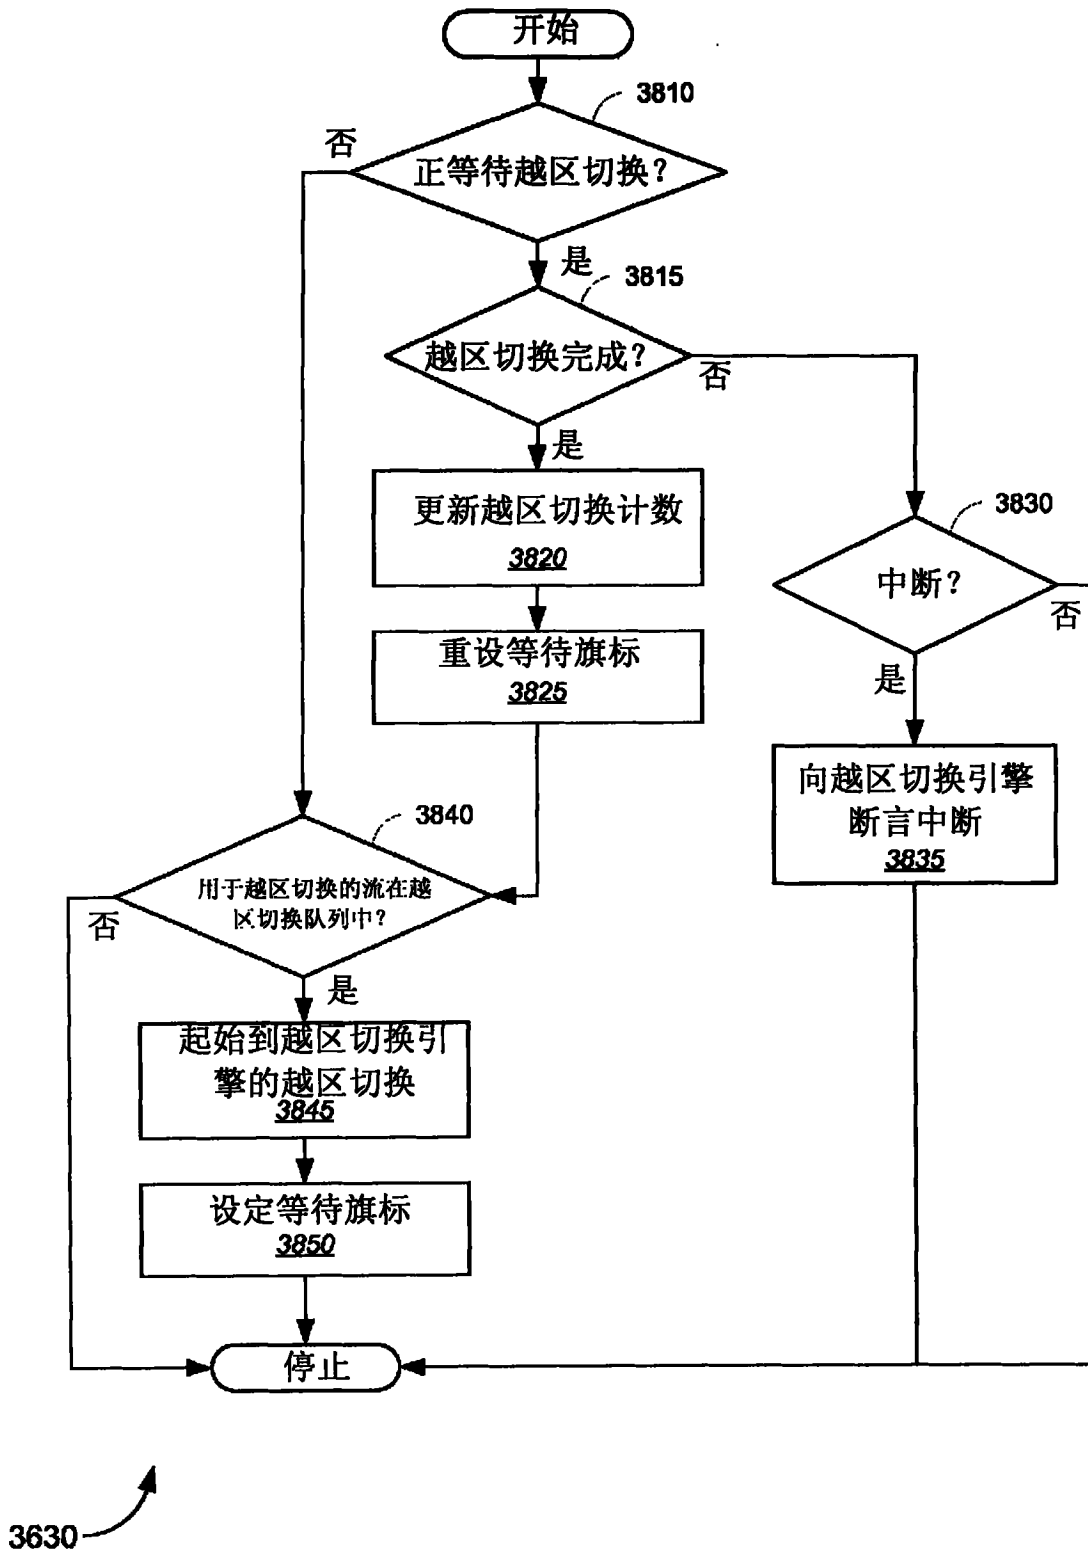 开始
3810
否
正等待越区切换？
是
3815
越区切换完成？
否
是
更新越区切换计数
3820
3830
中断？
否
重设等待旗标
3825
是
向越区切换引擎
断言中断
3835
3840
用于越区切换的流在越
区切换队列中？
否
是
起始到越区切换引
擎的越区切换
3845
设定等待旗标
3850
停止
3630